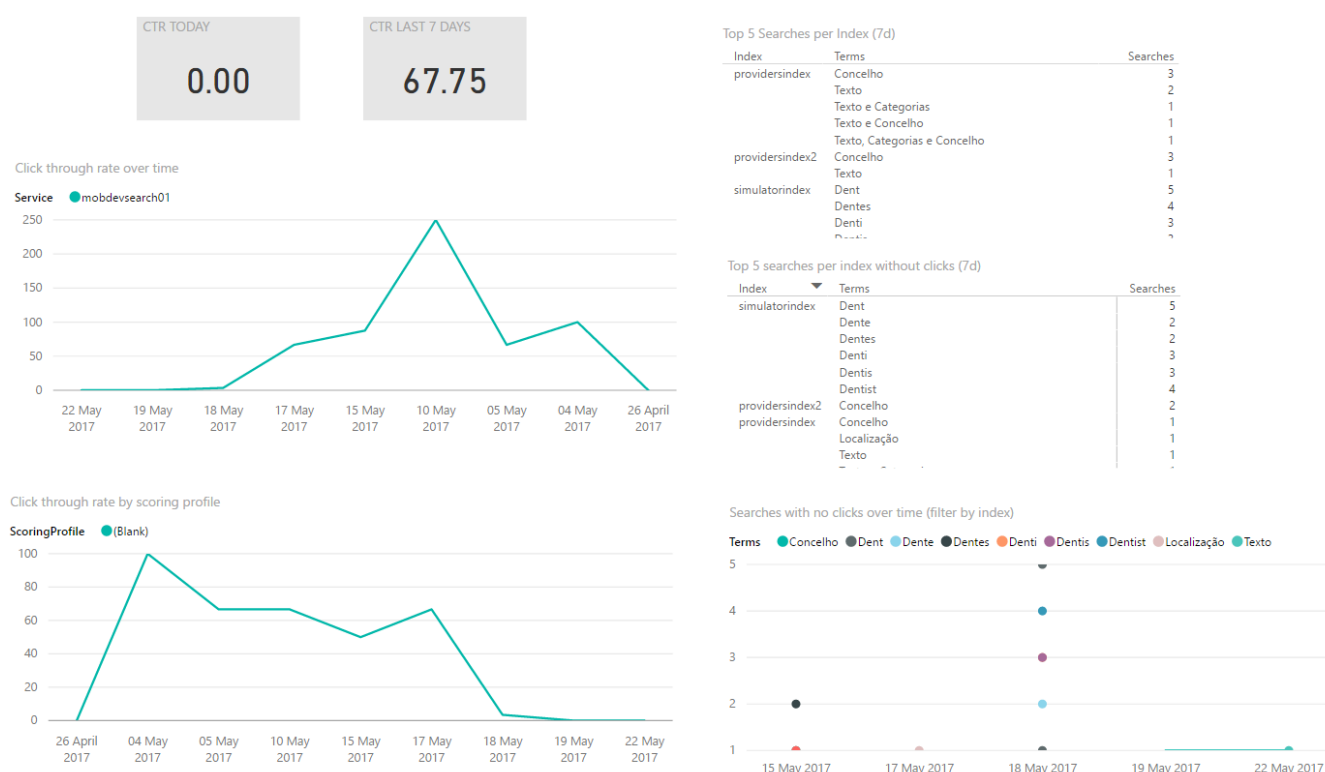 CTR TODAY
0.00
CTR LAST 7 DAYS
67.75
Click through rate over time
Service mobdevsearch01
250
200
150
100
50
0
22 May 2017 19 May 2017 18 May 2017 17 May 2017 15 May 2017 10 May 2017 05 May 2017 04 May 2017 26 April 2017
Click through rate by scoring profile
ScoringProfile (Blank)
100
80
60
40
20
0
26 April 2017 04 May 2017 05 May 2017 10 May 2017 15 May 2017 17 May 2017 18 May 2017 19 May 2017 22 May 2017
Top 5 Searches per Index (7d)
Index Terms Searches
providersindex Concelho 3
Texto 2
Texto e Categorias 1
Texto e Concelho 1
Texto, Categorias e Concelho 1
providersindex2 Concelho 3
Texto 1
simulatorindex Dent 5
Dentes 4
Denti 3
Top 5 searches per index without clicks (7d)
Index Terms Searches
simulatorindex Dent 5
Dente 2
Dentes 2
Denti 3
Dentis 3
Dentist 4
providersindex2 Concelho 2
providersindex Concelho 1
Localização 1
Texto 1
Searches with no clicks over time (filter by index)
Terms Concelho Dent Dente Dentes Denti Dentis Dentist Localização Texto
5
4
3
2
1
15 May 2017 17 May 2017 18 May 2017 19 May 2017 22 May 2017